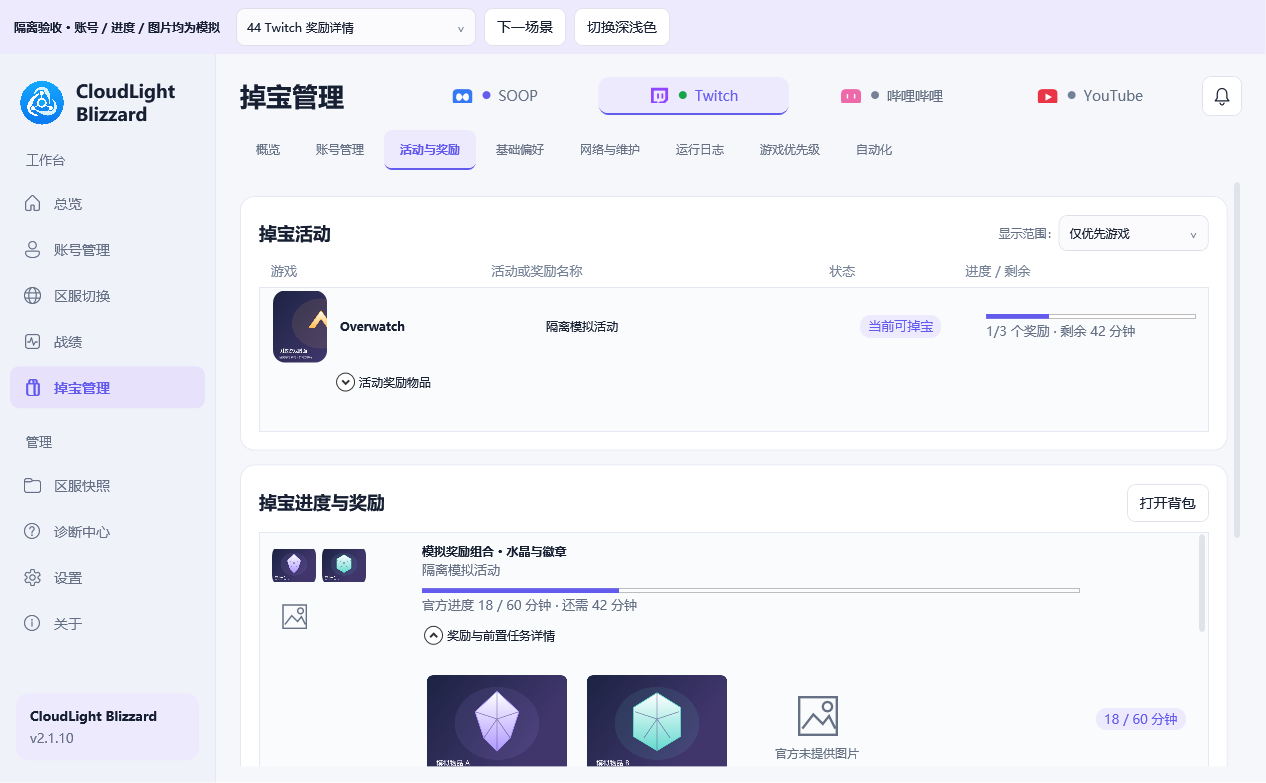 隔离验收 · 账号 / 进度 / 图片均为模拟
44 Twitch 奖励详情
下一场景
切换深浅色
CloudLight
Blizzard
工作台
总览
账号管理
区服切换
战绩
掉宝管理
管理
区服快照
诊断中心
设置
关于
CloudLight Blizzard
v2.1.10
掉宝管理
SOOP
Twitch
哔哩哔哩
YouTube
概览
账号管理
活动与奖励
基础偏好
网络与维护
运行日志
游戏优先级
自动化
掉宝活动
显示范围:
仅优先游戏
游戏
活动或奖励名称
状态
进度 / 剩余
Overwatch
隔离模拟活动
当前可掉宝
1/3 个奖励 · 剩余 42 分钟
活动奖励物品
掉宝进度与奖励
打开背包
模拟奖励组合 · 水晶与徽章
隔离模拟活动
官方进度 18 / 60 分钟 · 还需 42 分钟
奖励与前置任务详情
模拟物品 A
模拟物品 B
官方未提供图片
18 / 60 分钟